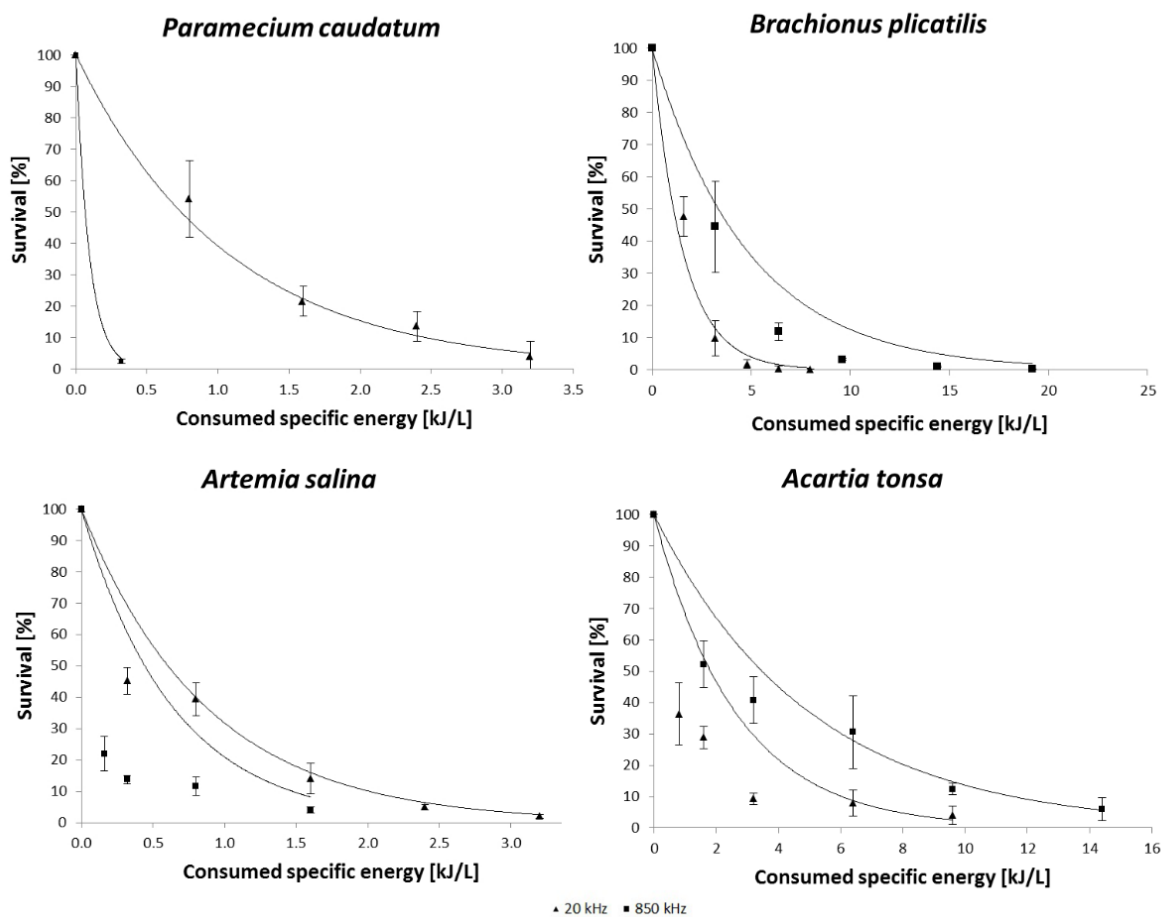 Paramecium caudatum
100
90
80
70
60
50
40
30
20
10
0
Survival [%]
0.0 0.5 1.0 1.5 2.0 2.5 3.0 3.5
Consumed specific energy [kJ/L]
Brachionus plicatilis
100
90
80
70
60
50
40
30
20
10
0
Survival [%]
0 5 10 15 20 25
Consumed specific energy [kJ/L]
Artemia salina
100
90
80
70
60
50
40
30
20
10
0
Survival [%]
0.0 0.5 1.0 1.5 2.0 2.5 3.0
Consumed specific energy [kJ/L]
Acartia tonsa
100
90
80
70
60
50
40
30
20
10
0
Survival [%]
0 2 4 6 8 10 12 14 16
Consumed specific energy [kJ/L]
20 kHz 850 kHz